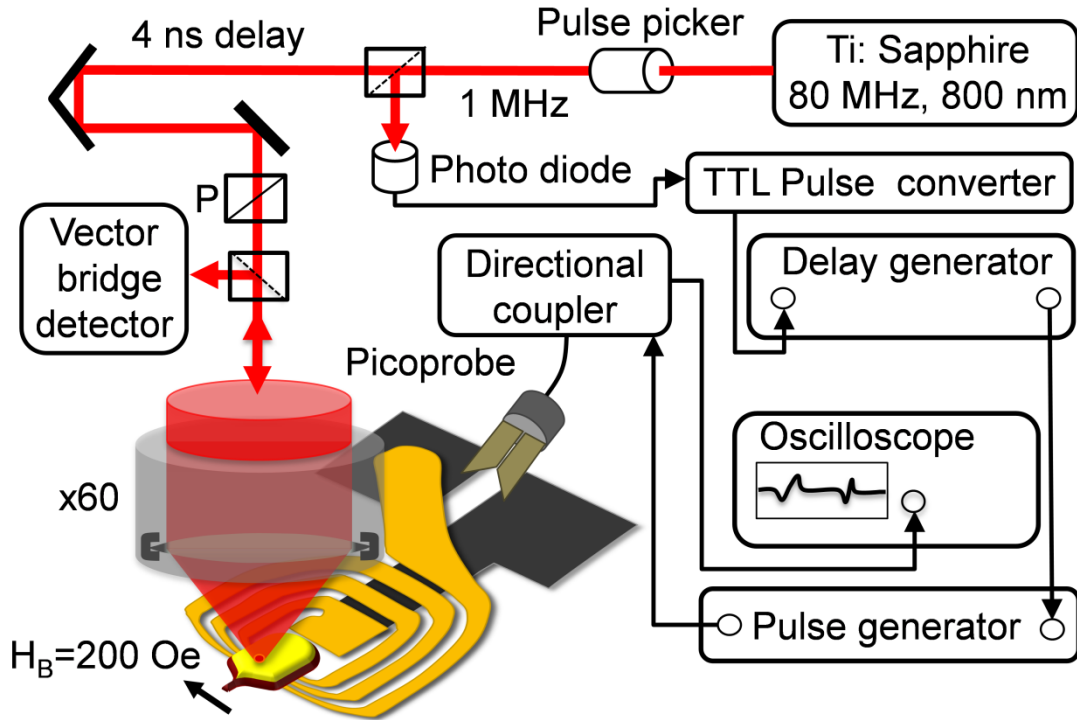 4 ns delay
Pulse picker
Ti: Sapphire
80 MHz, 800 nm
1 MHz
Photo diode
TTL Pulse converter
P
Vector
bridge
detector
Directional
coupler
Delay generator
Picoprobe
Oscilloscope
x60
Pulse generator
H_B=200 Oe